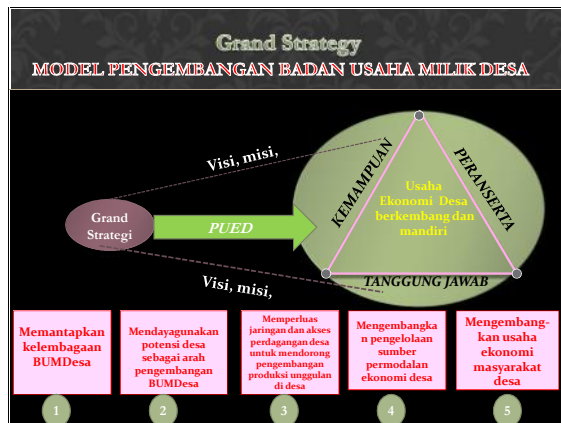 Grand Strategy
MODEL PENGEMBANGAN BADAN USAHA MILIK DESA
Visi, misi,
KEMAMPUAN
PERANSERTA
Usaha
Ekonomi Desa
berkembang dan
mandiri
Grand
Strategi
PUED
TANGGUNG JAWAB
Visi, misi,
Memantapkan
kelembagaan
BUMDesa
Mendayagunakan
potensi desa
sebagai arah
pengembangan
BUMDesa
Memperluas
jaringan dan akses
perdagangan desa
untuk mendorong
pengembangan
produksi unggulan
di desa
Mengembangka
n pengelolaan
sumber
permodalan
ekonomi desa
Mengembang-
kan usaha
ekonomi
masyarakat
desa
1
2
3
4
5